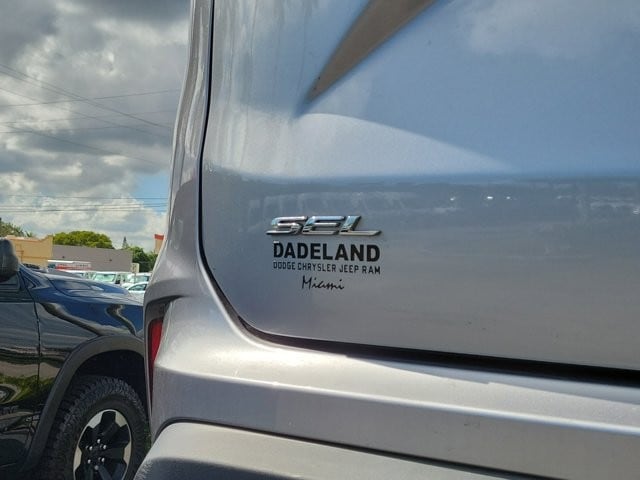 SEL
DADELAND
DODGE CHRYSLER JEEP RAM
Miami